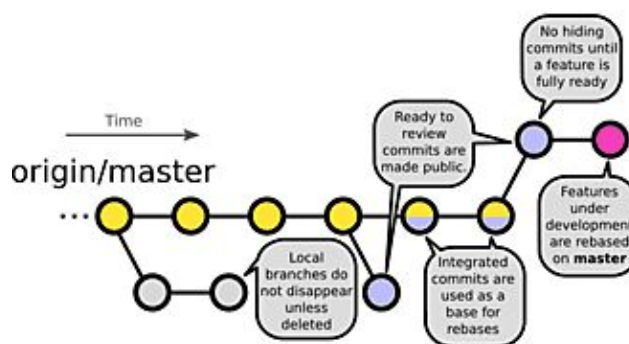 No hiding
commits until
a feature is
fully ready
Time
Ready to
review
commits are
made public.
origin/master
...
Features
under
development
are rebased
on master
Local
branches do
not disappear
unless
deleted
Integrated
commits are
used as a
base for
rebases